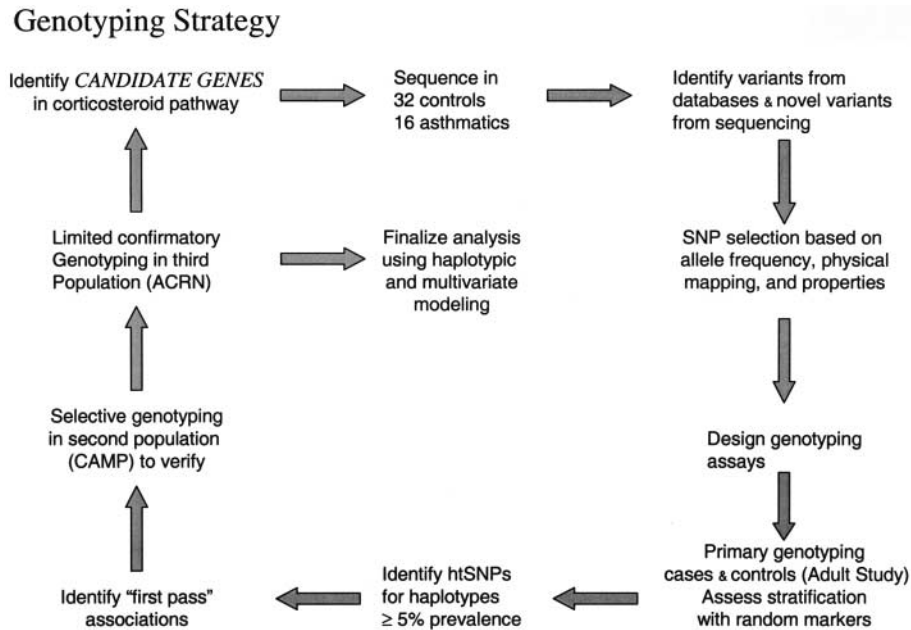 Genotyping Strategy
Identify CANDIDATE GENES
in corticosteroid pathway
Sequence in
32 controls
16 asthmatics
Identify variants from
databases & novel variants
from sequencing
Limited confirmatory
Genotyping in third
Population (ACRN)
Finalize analysis
using haplotypic
and multivariate
modeling
SNP selection based on
allele frequency, physical
mapping, and properties
Selective genotyping
in second population
(CAMP) to verify
Design genotyping
assays
Identify "first pass"
associations
Identify htSNPs
for haplotypes
≥ 5% prevalence
Primary genotyping
cases & controls (Adult Study)
Assess stratification
with random markers